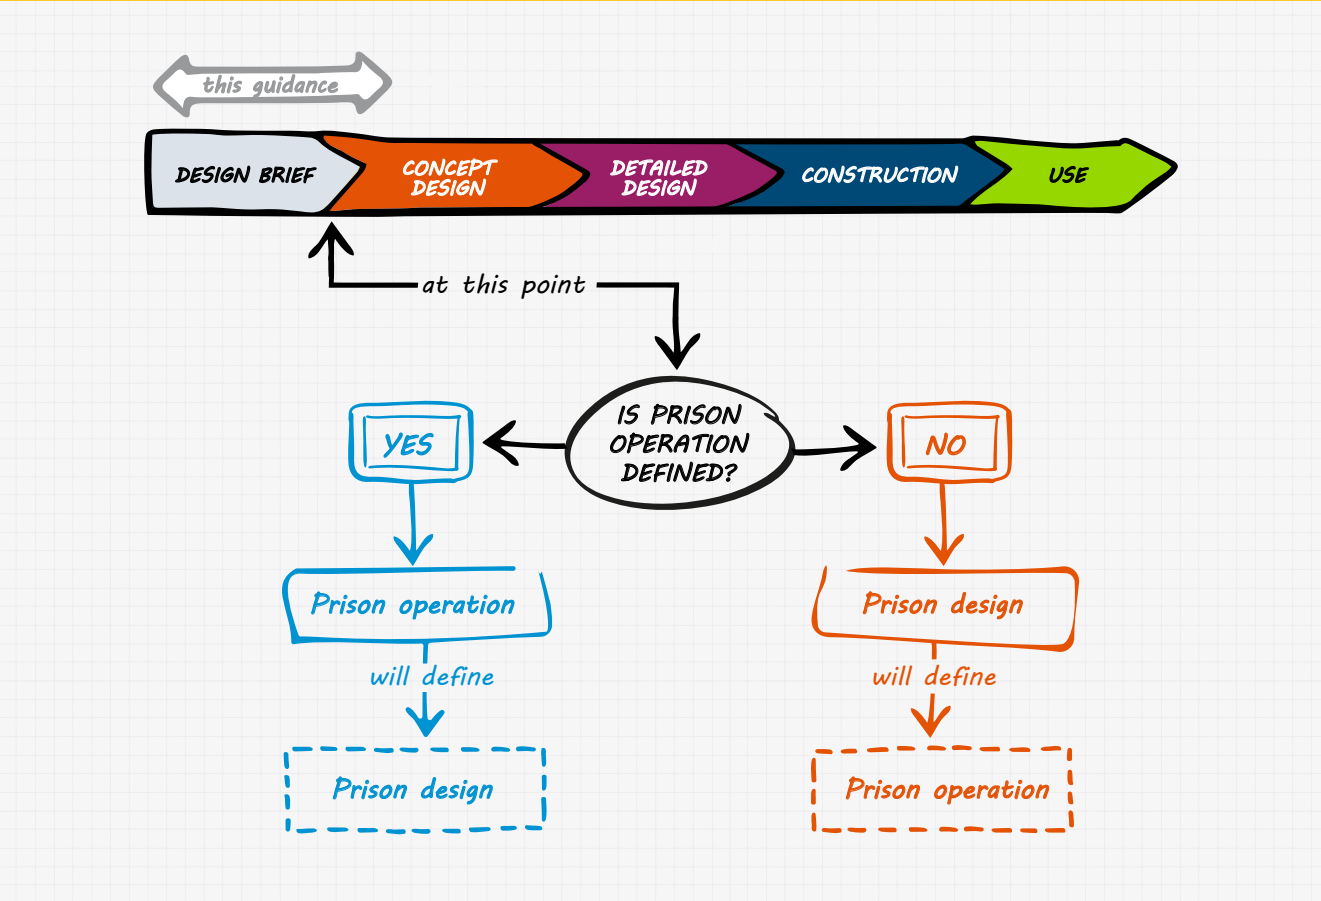 this guidance
DESIGN BRIEF
CONCEPT
DESIGN
DETAILED
DESIGN
CONSTRUCTION
USE
at this point
IS PRISON
OPERATION
DEFINED?
YES
NO
Prison operation
Prison design
will define
will define
Prison design
Prison operation